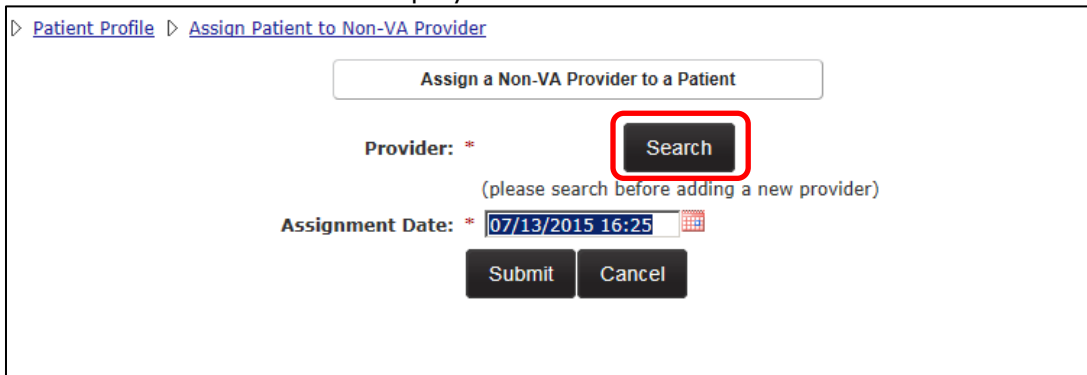 Patient Profile Assign Patient to Non-VA Provider
Assign a Non-VA Provider to a Patient
Provider: * Search
(please search before adding a new provider)
Assignment Date: * 07/13/2015 16:25
Submit Cancel